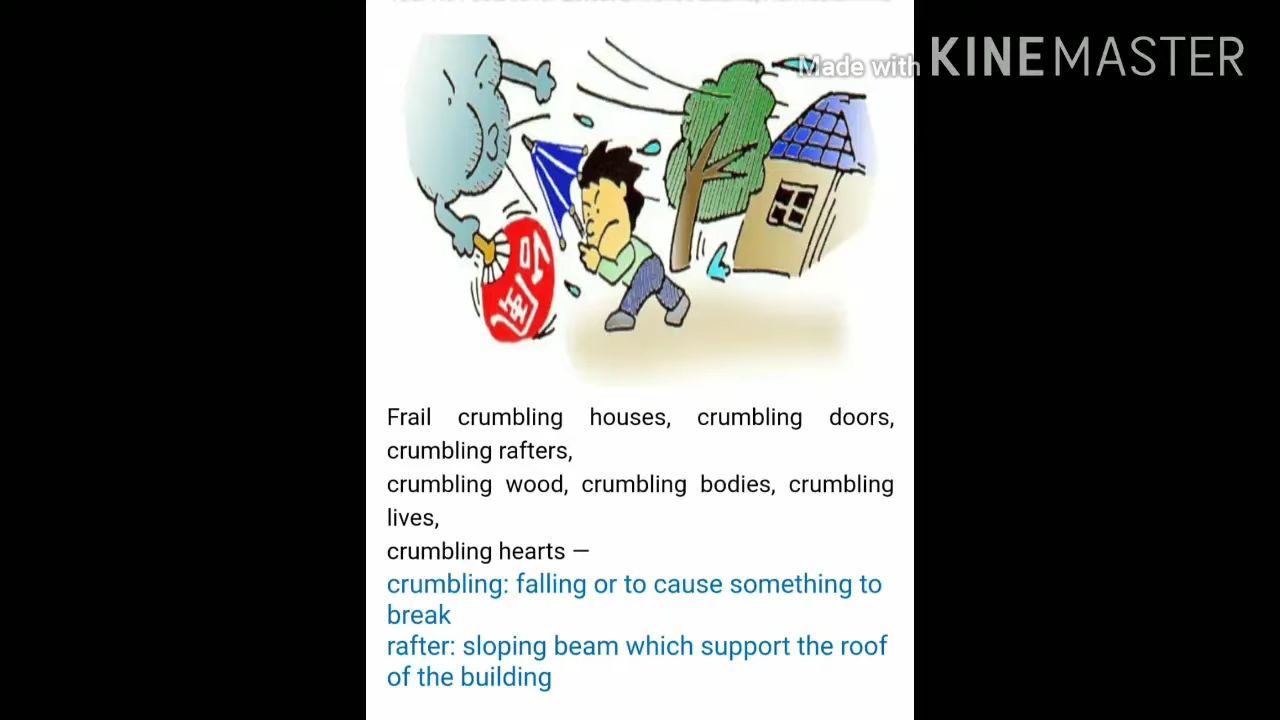 Made with KINEMASTER
Frail crumbling houses, crumbling doors,
crumbling rafters,
crumbling wood, crumbling bodies, crumbling
lives,
crumbling hearts —
crumbling: falling or to cause something to
break
rafter: sloping beam which support the roof
of the building